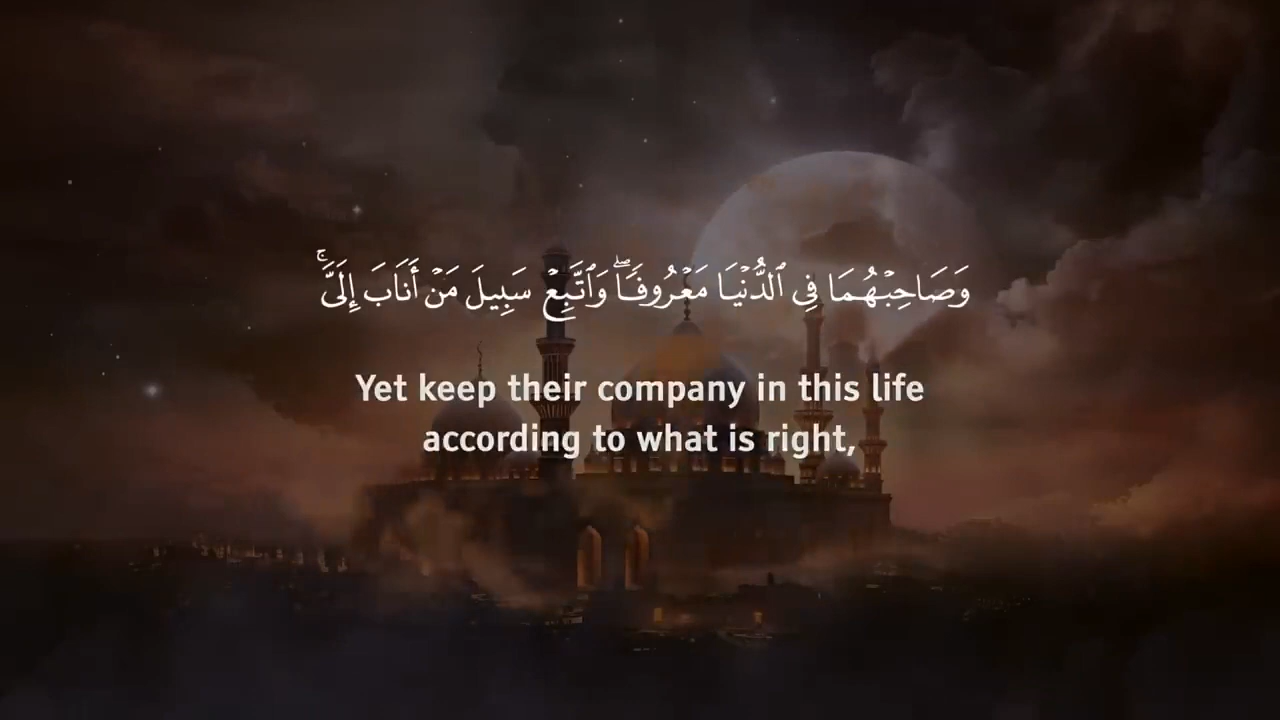 وَصَاحِبْهُمَا فِي ٱلدُّنْيَا مَعْرُوفًاۖ وَٱتَّبِعْ سَبِيلَ مَنْ أَنَابَ إِلَىَّۚ
Yet keep their company in this life
according to what is right,